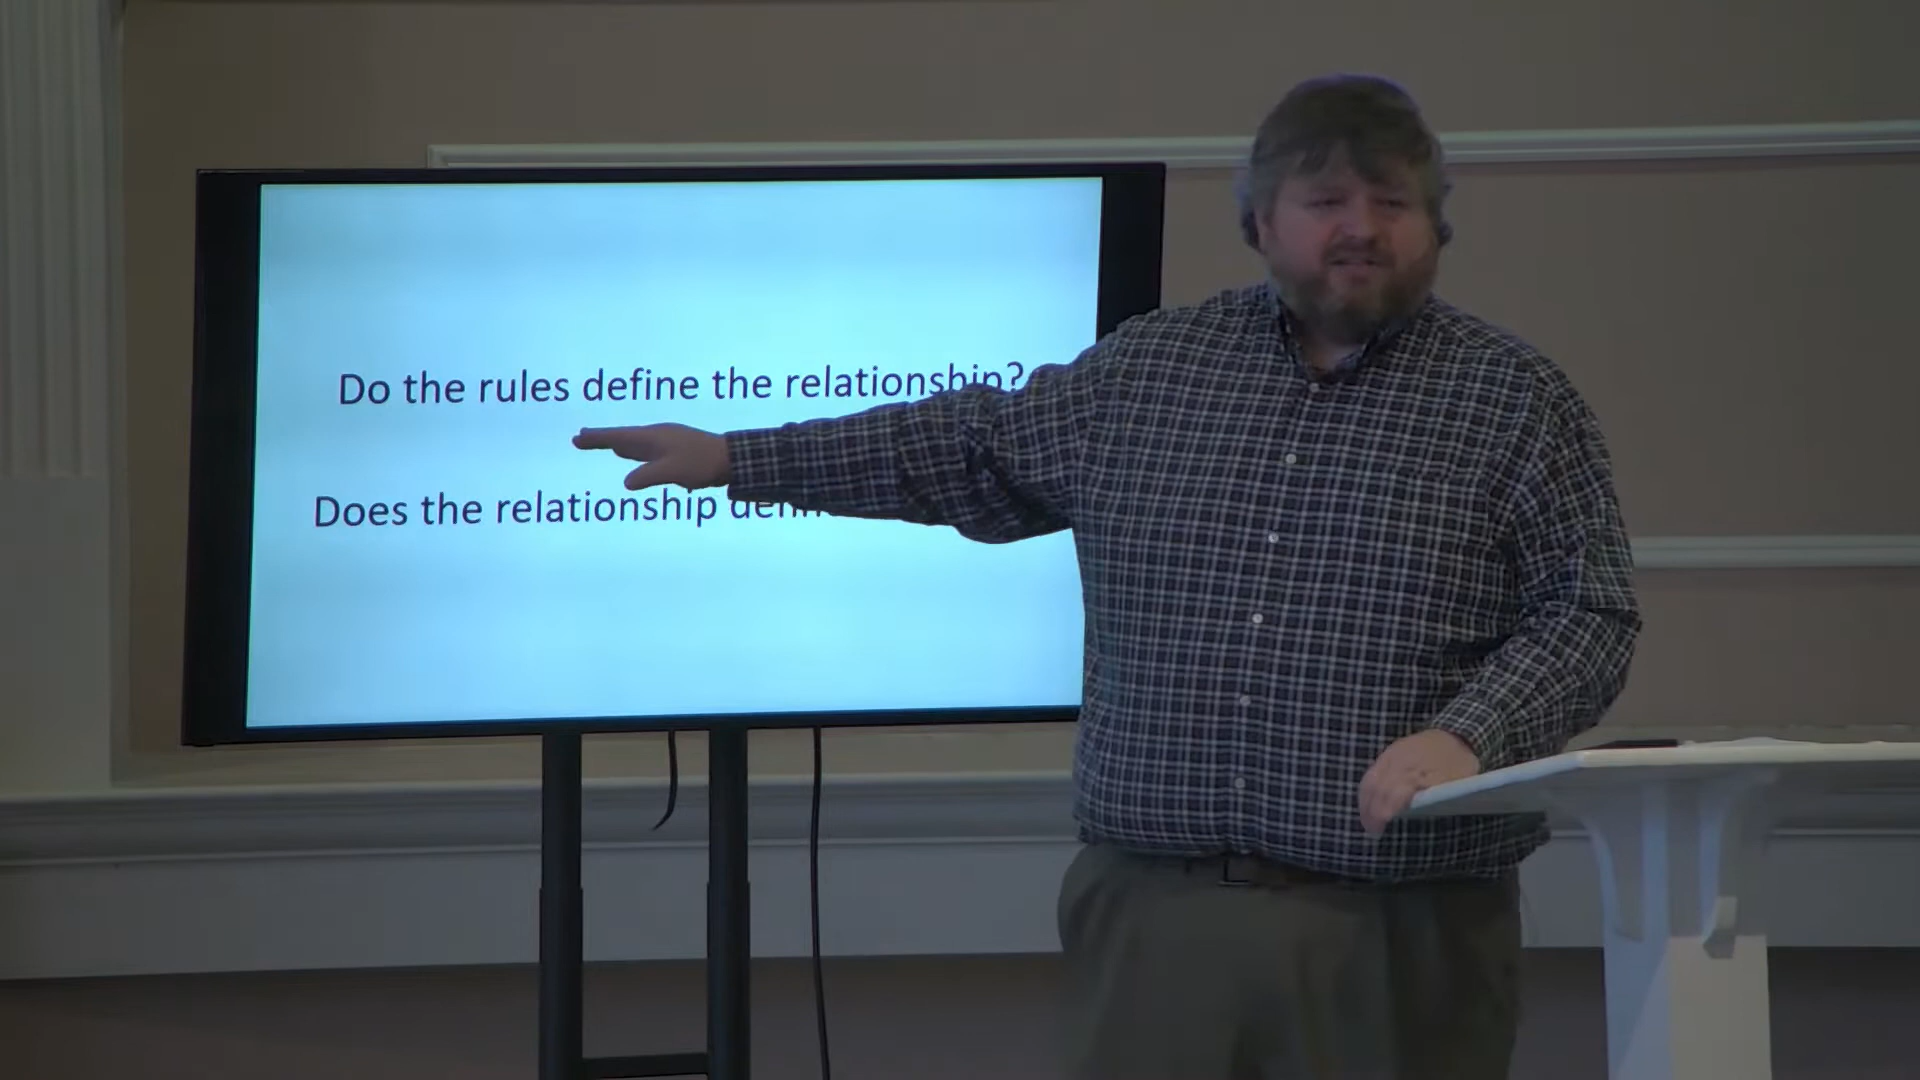 Do the rules define the relationship?
Does the relationship